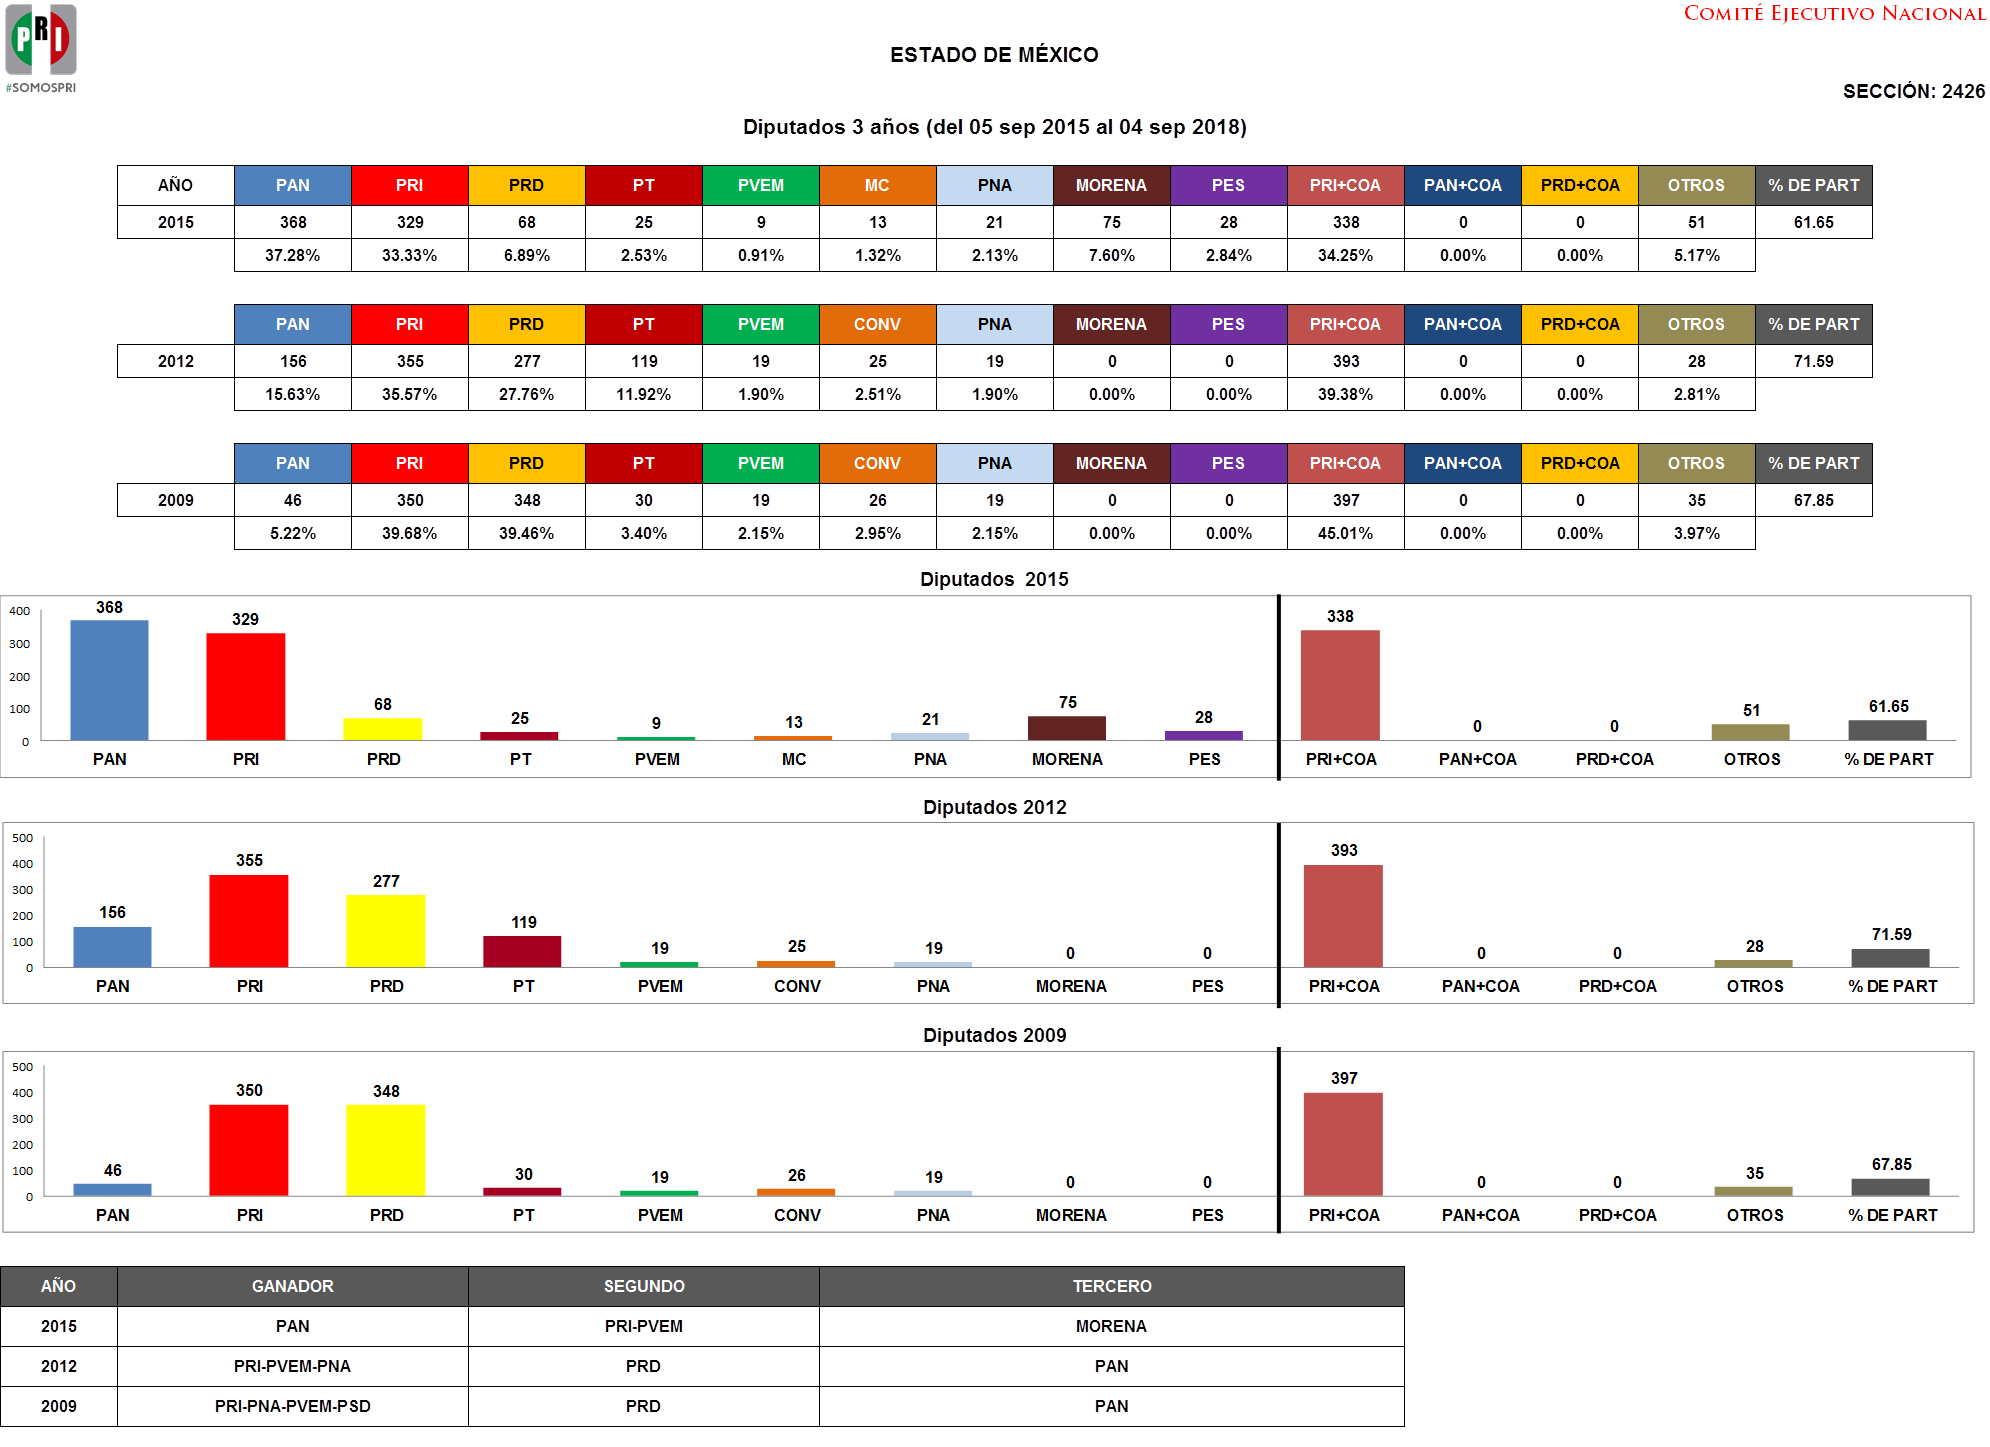 PRI
#SOMOSPRI
COMITÉ EJECUTIVO NACIONAL
ESTADO DE MÉXICO
SECCIÓN: 2426
Diputados 3 años (del 05 sep 2015 al 04 sep 2018)
AÑO PAN PRI PRD PT PVEM MC PNA MORENA PES PRI+COA PAN+COA PRD+COA OTROS % DE PART
2015 368 329 68 25 9 13 21 75 28 338 0 0 51 61.65
37.28% 33.33% 6.89% 2.53% 0.91% 1.32% 2.13% 7.60% 2.84% 34.25% 0.00% 0.00% 5.17%
PAN PRI PRD PT PVEM CONV PNA MORENA PES PRI+COA PAN+COA PRD+COA OTROS % DE PART
2012 156 355 277 119 19 25 19 0 0 393 0 0 28 71.59
15.63% 35.57% 27.76% 11.92% 1.90% 2.51% 1.90% 0.00% 0.00% 39.38% 0.00% 0.00% 2.81%
PAN PRI PRD PT PVEM CONV PNA MORENA PES PRI+COA PAN+COA PRD+COA OTROS % DE PART
2009 46 350 348 30 19 26 19 0 0 397 0 0 35 67.85
5.22% 39.68% 39.46% 3.40% 2.15% 2.95% 2.15% 0.00% 0.00% 45.01% 0.00% 0.00% 3.97%
Diputados 2015
400
300
200
100
0
368 329 68 25 9 13 21 75 28 338 0 0 51 61.65
PAN PRI PRD PT PVEM MC PNA MORENA PES PRI+COA PAN+COA PRD+COA OTROS % DE PART
Diputados 2012
500
400
300
200
100
0
156 355 277 119 19 25 19 0 0 393 0 0 28 71.59
PAN PRI PRD PT PVEM CONV PNA MORENA PES PRI+COA PAN+COA PRD+COA OTROS % DE PART
Diputados 2009
500
400
300
200
100
0
46 350 348 30 19 26 19 0 0 397 0 0 35 67.85
PAN PRI PRD PT PVEM CONV PNA MORENA PES PRI+COA PAN+COA PRD+COA OTROS % DE PART
AÑO GANADOR SEGUNDO TERCERO
2015 PAN PRI-PVEM MORENA
2012 PRI-PVEM-PNA PRD PAN
2009 PRI-PNA-PVEM-PSD PRD PAN